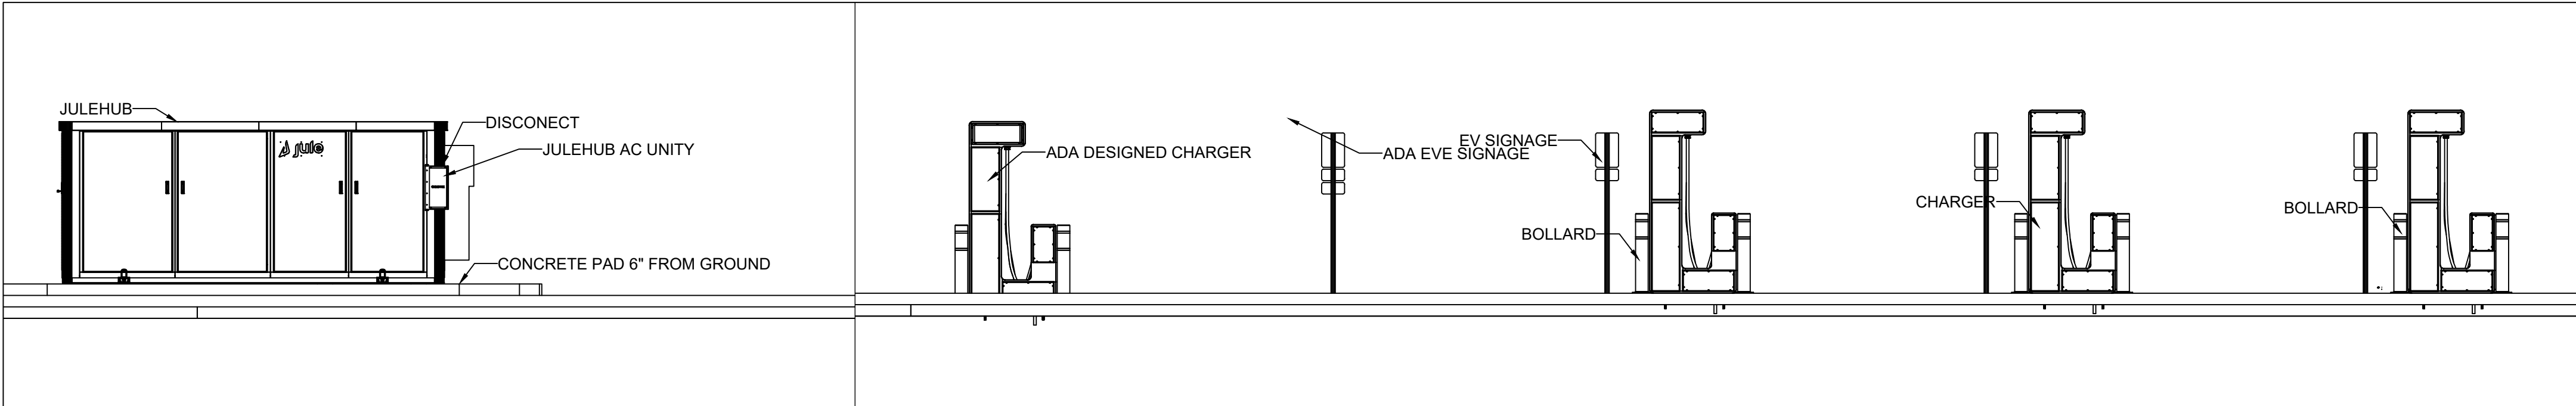 JULEHUB
jule
DISCONECT
JULEHUB AC UNITY
CONCRETE PAD 6" FROM GROUND
ADA DESIGNED CHARGER
ADA EVE SIGNAGE
EV SIGNAGE
BOLLARD
CHARGER
BOLLARD